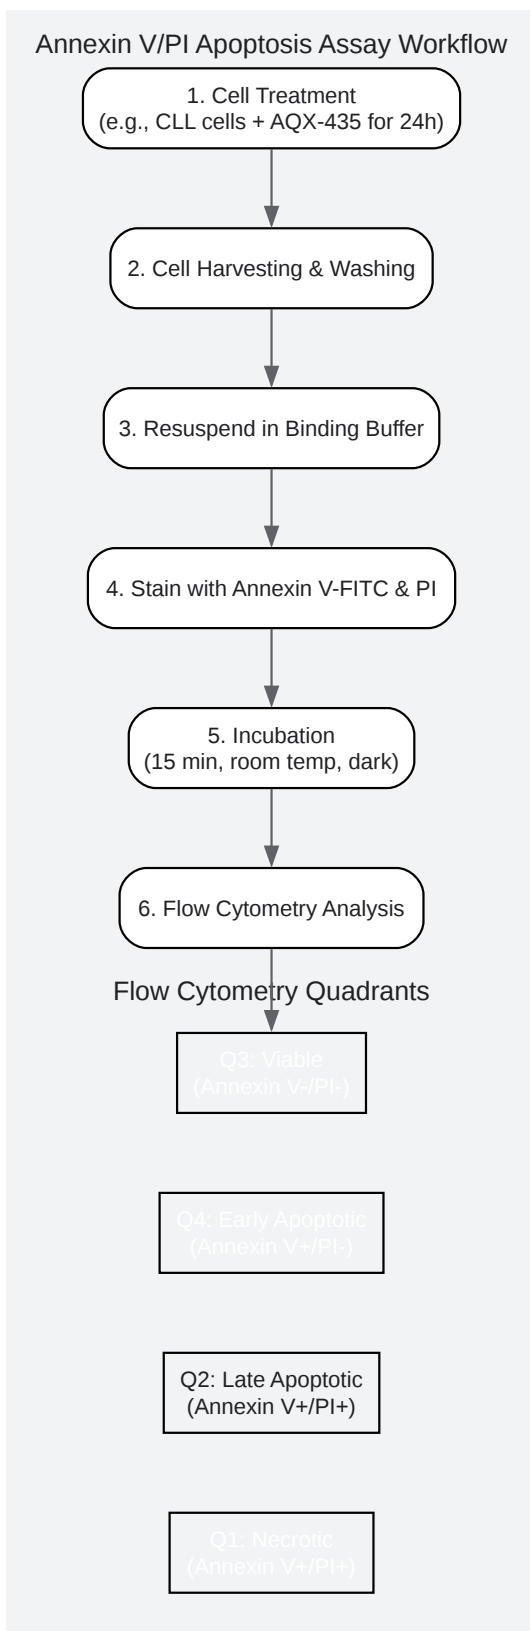 Annexin V/PI Apoptosis Assay Workflow
1. Cell Treatment
(e.g., CLL cells + AQX-435 for 24h)
2. Cell Harvesting & Washing
3. Resuspend in Binding Buffer
4. Stain with Annexin V-FITC & PI
5. Incubation
(15 min, room temp, dark)
6. Flow Cytometry Analysis
Flow Cytometry Quadrants
Q3: Viable
(Annexin V-/PI-)
Q4: Early Apoptotic
(Annexin V+/PI-)
Q2: Late Apoptotic
(Annexin V+/PI+)
Q1: Necrotic
(Annexin V+/PI+)